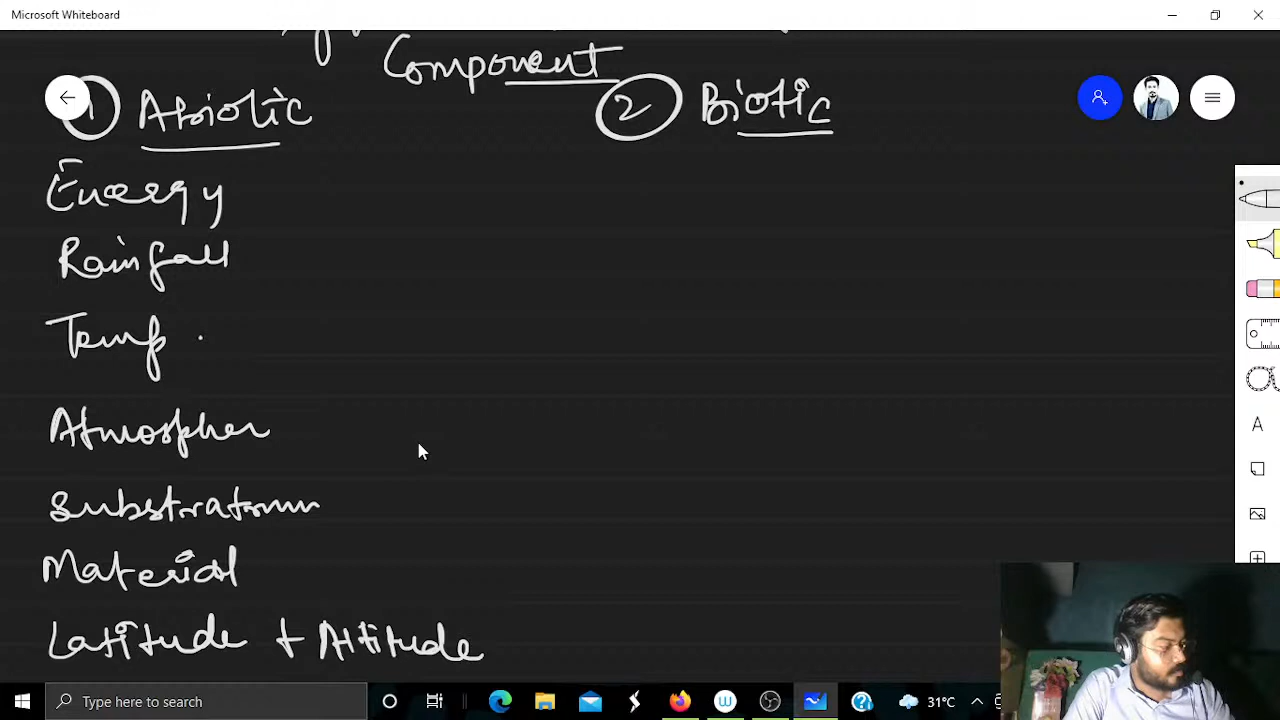 Microsoft Whiteboard
Component
1 Abiotic
2 Biotic
Energy
Rainfall
Temp.
Atmospher
Substratum
Material
Latitude + Altitude
A
Type here to search
31°C